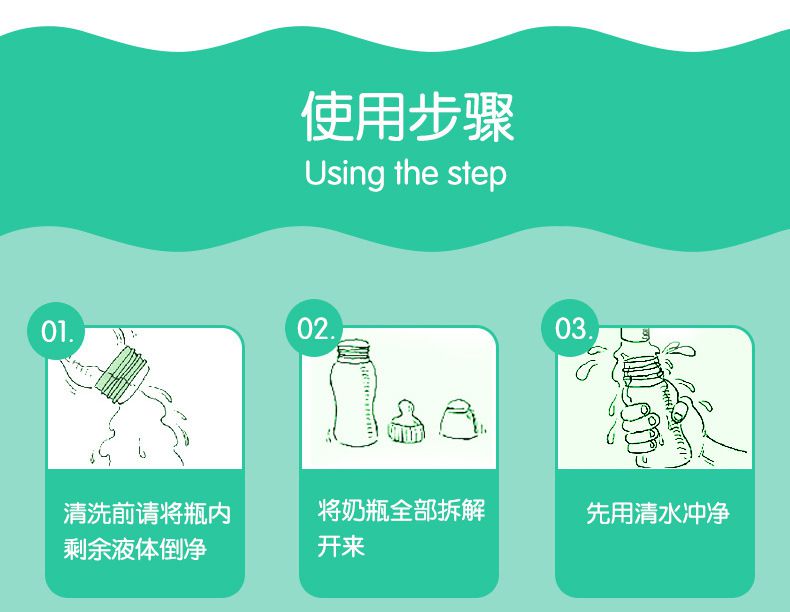 使用步骤
Using the step
01.
清洗前请将瓶内
剩余液体倒净
02.
将奶瓶全部拆解
开来
03.
先用清水冲净